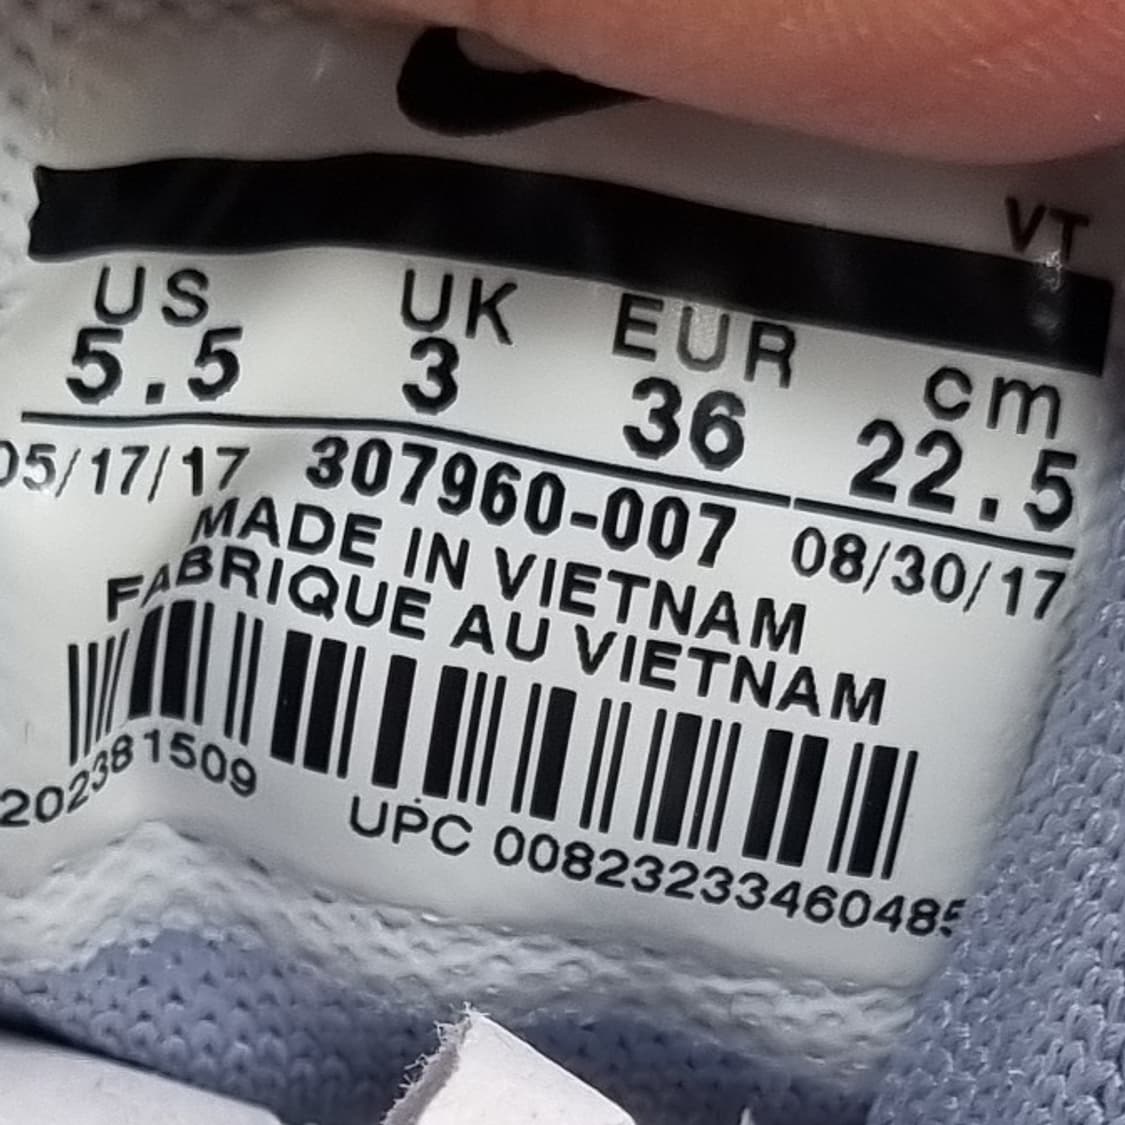 VT
US UK EUR cm
5.5 3 36 22.5
05/17/17 307960-007 08/30/17
MADE IN VIETNAM
FABRIQUE AU VIETNAM
202381509
UPC 00823233460485